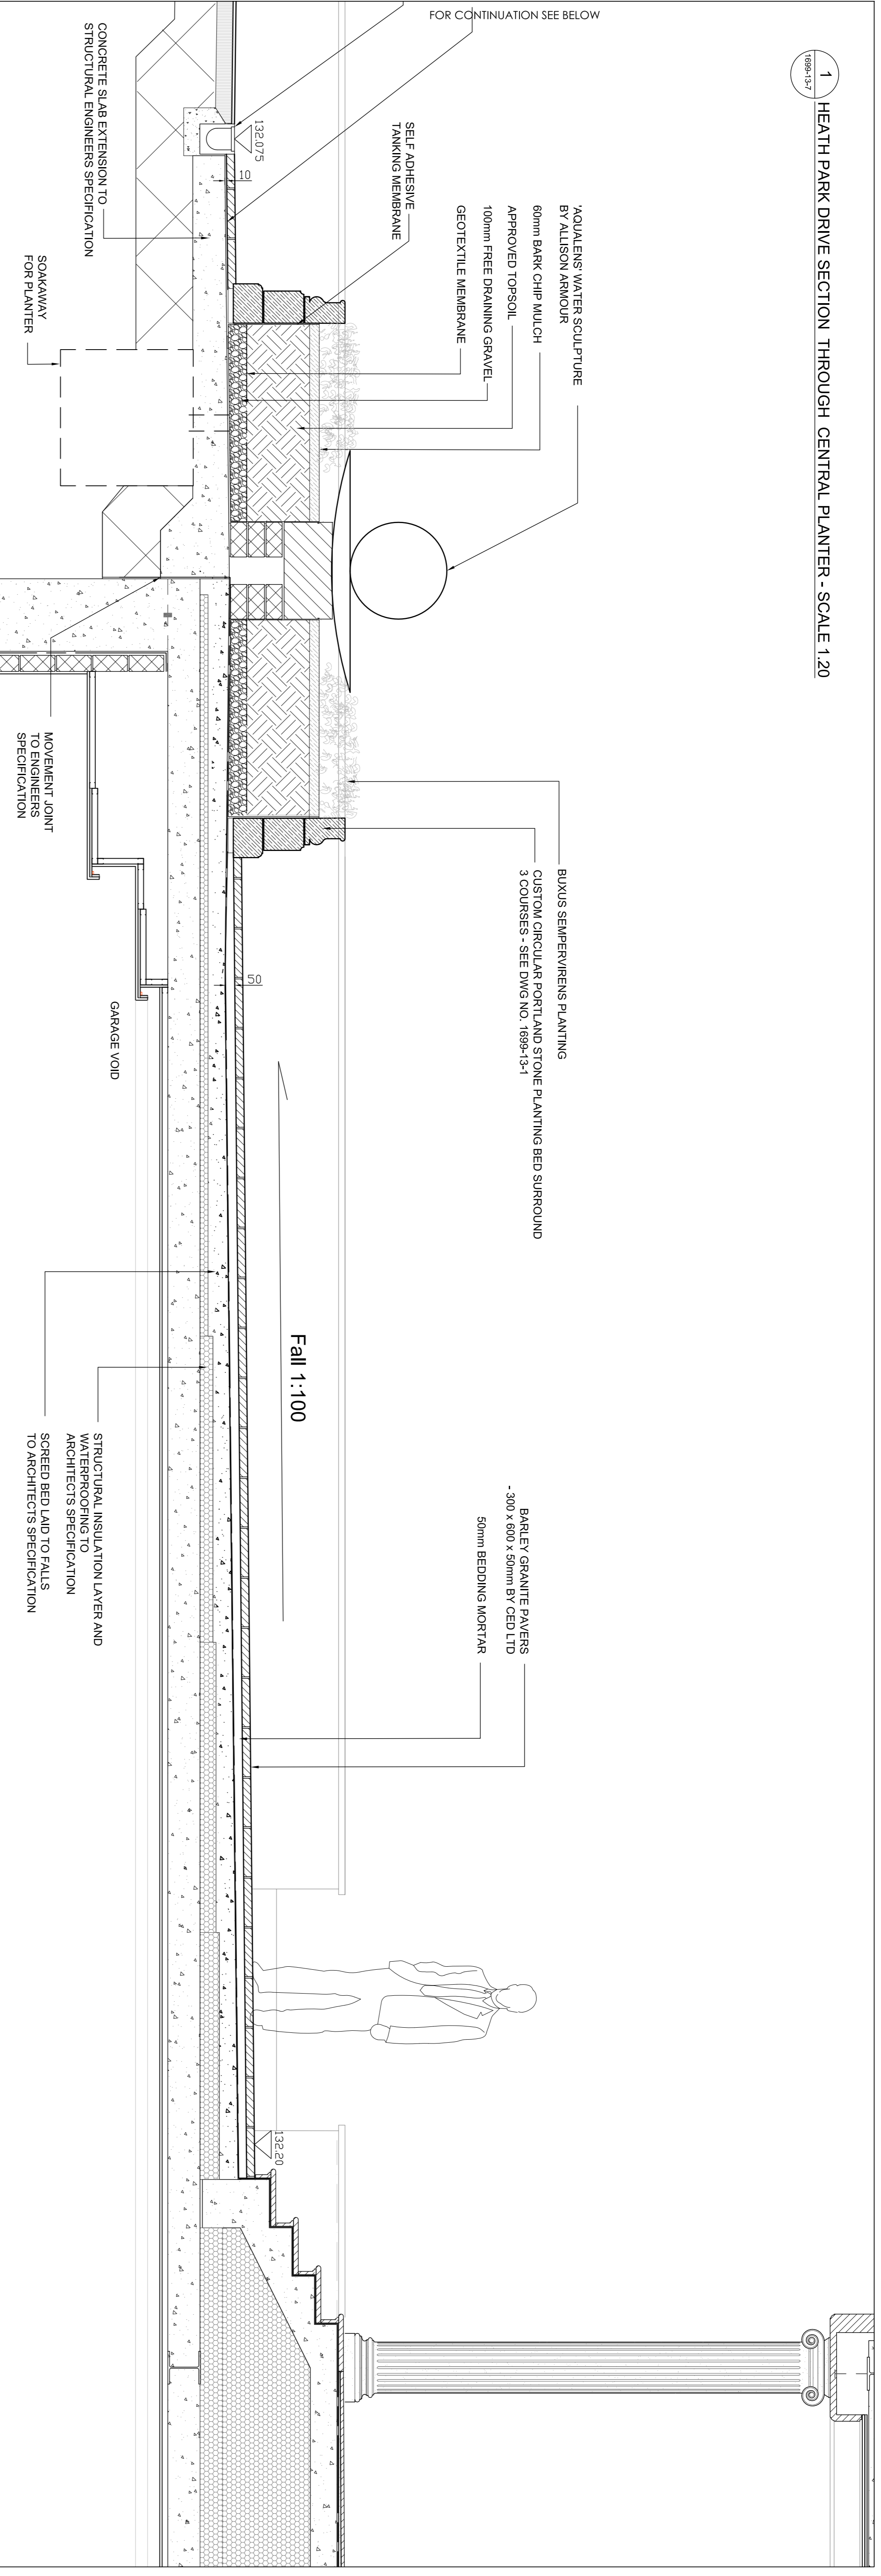 1
1699-13-7
HEATH PARK DRIVE SECTION THROUGH CENTRAL PLANTER - SCALE 1.20
FOR CONTINUATION SEE BELOW
'AQUALENS' WATER SCULPTURE
BY ALLISON ARMOUR
60mm BARK CHIP MULCH
APPROVED TOPSOIL
100mm FREE DRAINING GRAVEL
GEOTEXTILE MEMBRANE
SELF ADHESIVE
TANKING MEMBRANE
132.075
10
CONCRETE SLAB EXTENSION TO
STRUCTURAL ENGINEERS SPECIFICATION
SOAKAWAY
FOR PLANTER
MOVEMENT JOINT
TO ENGINEERS
SPECIFICATION
BUXUS SEMPERVIRENS PLANTING
CUSTOM CIRCULAR PORTLAND STONE PLANTING BED SURROUND
3 COURSES - SEE DWG NO. 1699-13-1
50
GARAGE VOID
Fall 1:100
BARLEY GRANITE PAVERS
- 300 x 600 x 50mm BY CED LTD
50mm BEDDING MORTAR
STRUCTURAL INSULATION LAYER AND
WATERPROOFING TO
ARCHITECTS SPECIFICATION
SCREED BED LAID TO FALLS
TO ARCHITECTS SPECIFICATION
132.20